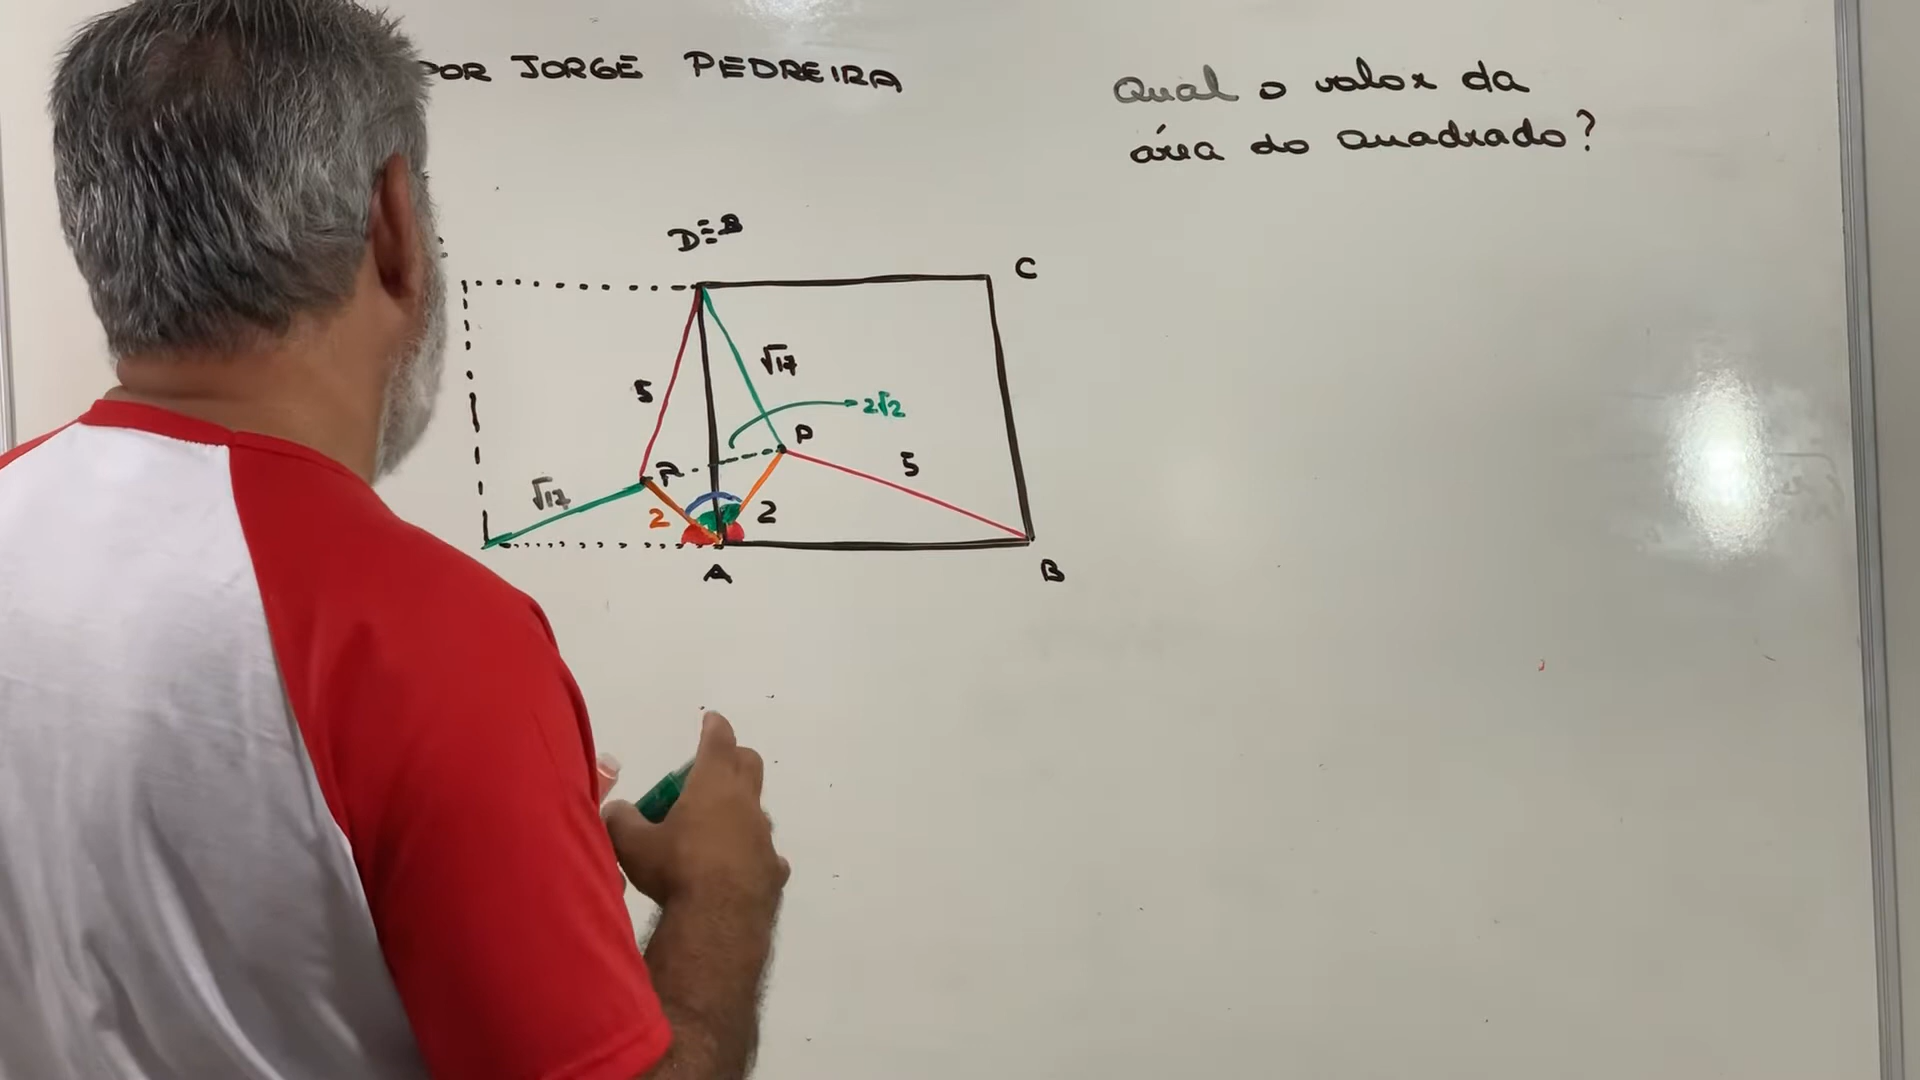 POR JORGE PEDREIRA
Qual o valor da
área do quadrado?
D≡B
C
√17
5
2√2
P
5
√17
2
2
A
B